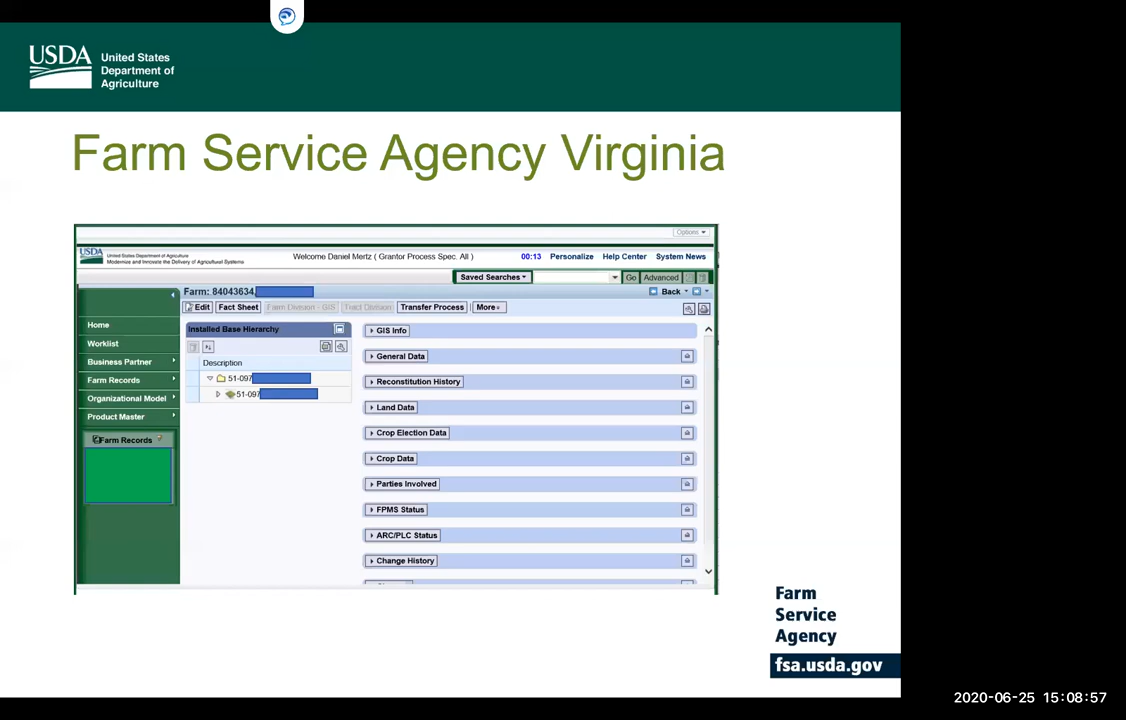 USDA
United States
Department of
Agriculture
Farm Service Agency Virginia
Options
USDA
United States Department of Agriculture
Modernize and Innovate the Delivery of Agricultural Systems
Welcome Daniel Mertz ( Grantor Process Spec. All )
00:13 Personalize Help Center System News
Saved Searches Go Advanced
Farm: 84043634,
Back
Edit Fact Sheet Farm Division - GIS Tract Division Transfer Process More
Home
Worklist
Business Partner
Farm Records
Organizational Model
Product Master
Farm Records
Installed Base Hierarchy
Description
51-097
51-097
GIS Info
General Data
Reconstitution History
Land Data
Crop Election Data
Crop Data
Parties Involved
FPMS Status
ARC/PLC Status
Change History
Farm
Service
Agency
fsa.usda.gov
2020-06-25 15:08:57